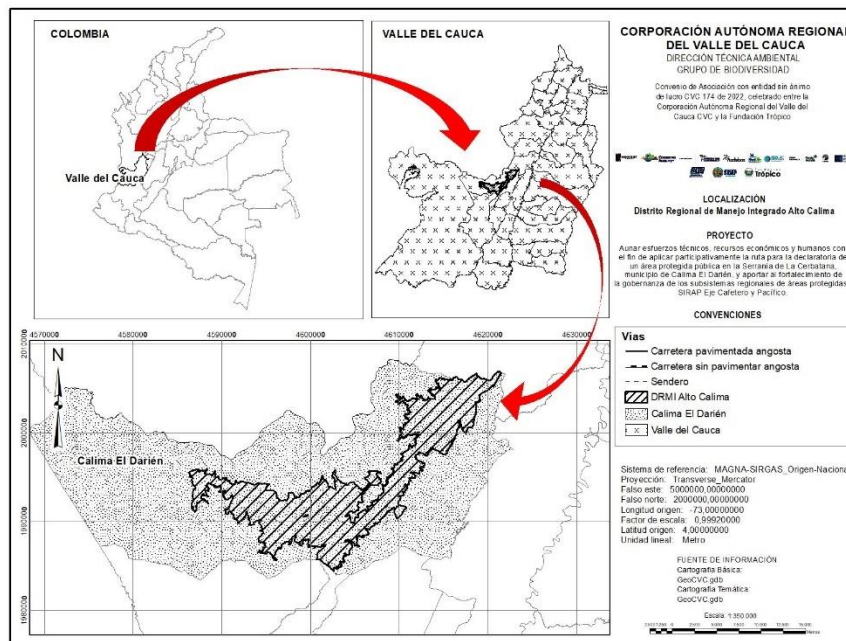 COLOMBIA
Valle del Cauca
VALLE DEL CAUCA
CORPORACIÓN AUTÓNOMA REGIONAL
DEL VALLE DEL CAUCA
DIRECCIÓN TÉCNICA AMBIENTAL
GRUPO DE BIODIVERSIDAD
Convenio de Asociación con entidad sin ánimo
de lucro CVC 174 de 2022, celebrado entre la
Corporación Autónoma Regional del Valle del
Cauca CVC y la Fundación Trópico
trópico
LOCALIZACIÓN
Distrito Regional de Manejo Integrado Alto Calima
PROYECTO
Aunar esfuerzos técnicos, recursos económicos y humanos con
el fin de aplicar participativamente la ruta para la declaratoria de
un área protegida pública en la Serranía de La Cerbatana,
municipio de Calima El Darién, y aportar al fortalecimiento de
la gobernanza de los subsistemas regionales de áreas protegidas
SIRAP Eje Cafetero y Pacífico.
CONVENCIONES
Vías
Carretera pavimentada angosta
Carretera sin pavimentar angosta
Sendero
DRMI Alto Calima
Calima El Darién
Valle del Cauca
Sistema de referencia: MAGNA-SIRGAS_Origen-Naciona
Proyección: Transverse_Mercator
Falso este: 5000000,00000000
Falso norte: 2000000,00000000
Longitud origen: -73,00000000
Factor de escala: 0,99920000
Latitud origen: 4,00000000
Unidad lineal: Metro
FUENTE DE INFORMACIÓN
Cartografía Básica:
GeoCVC.gdb
Cartografía Temática:
GeoCVC.gdb
Escala: 1:350.000
4570000 4580000 4590000 4600000 4610000 4620000 4630000
2010000
2000000
1990000
1980000
N
Calima El Darién